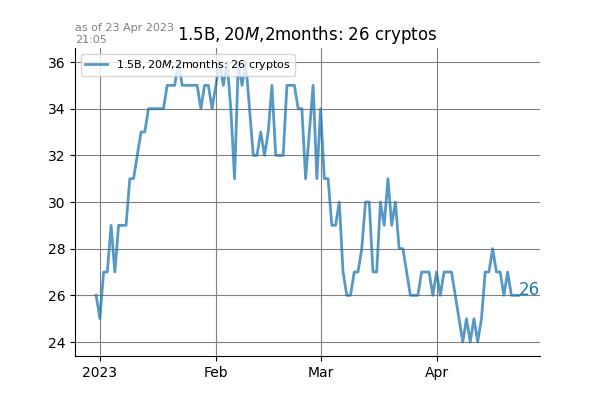 as of 23 Apr 2023
21:05
1.5B, 20M,2months: 26 cryptos
1.5B, 20M,2months: 26 cryptos
36
34
32
30
28
26
24
26
2023
Feb
Mar
Apr